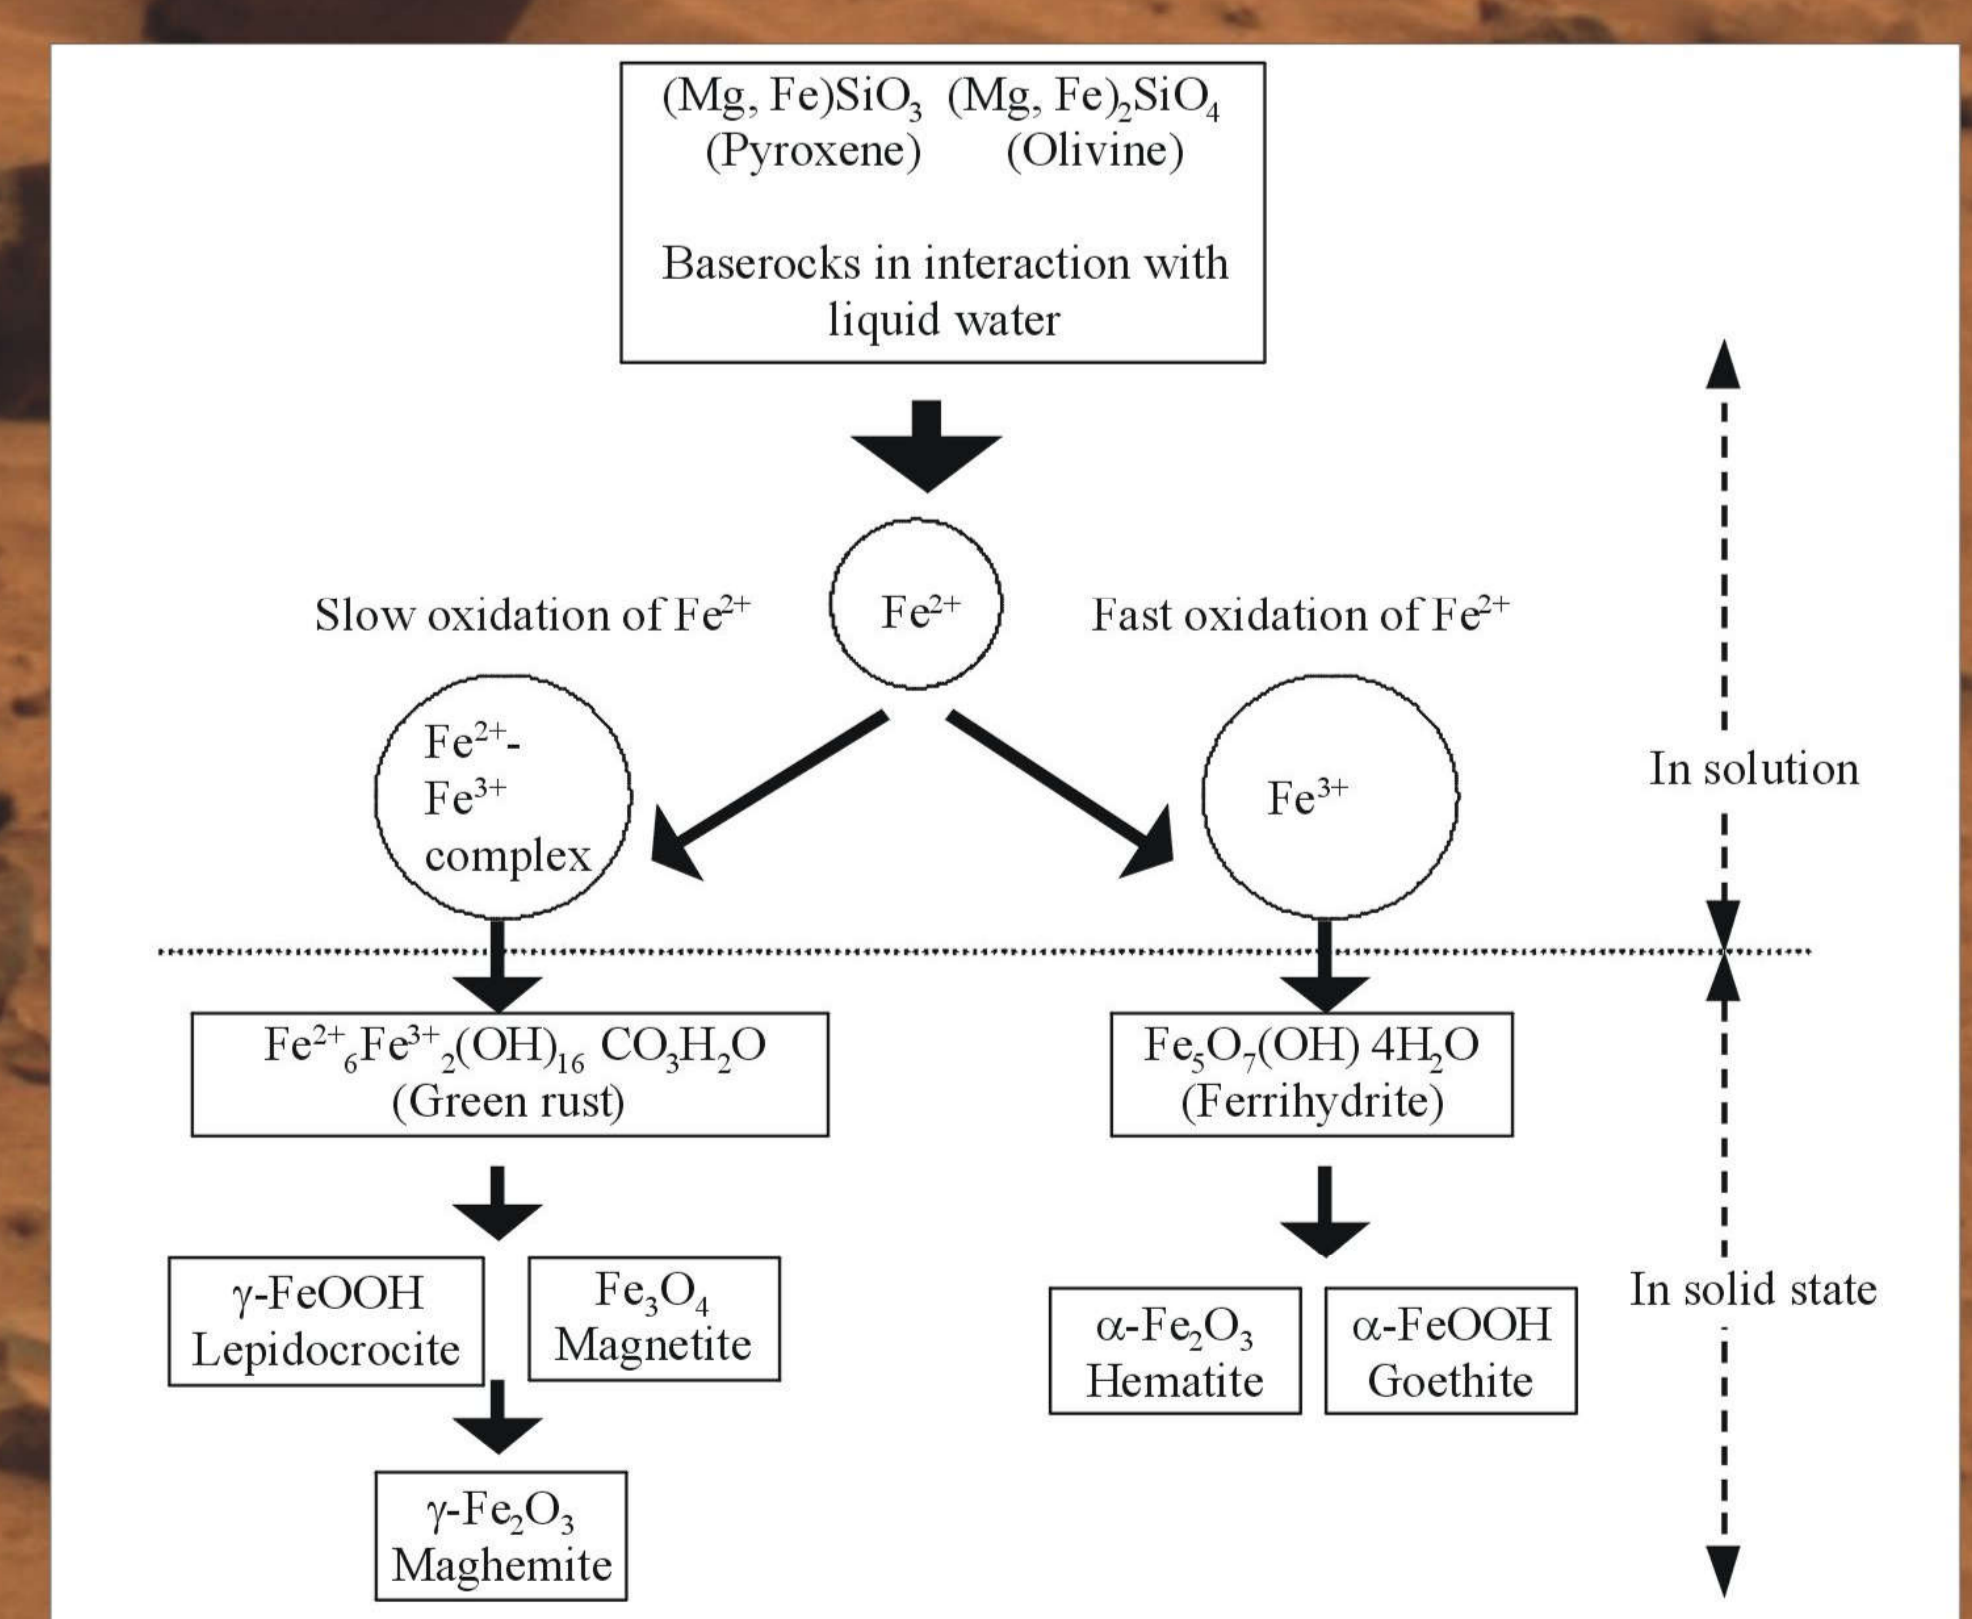 (Mg, Fe)SiO₃ (Mg, Fe)₂SiO₄
(Pyroxene) (Olivine)
Baserocks in interaction with
liquid water
Slow oxidation of Fe²⁺
Fe²⁺
Fast oxidation of Fe²⁺
Fe²⁺-
Fe³⁺
complex
Fe³⁺
In solution
Fe²⁺₆Fe³⁺₂(OH)₁₆ CO₃H₂O
(Green rust)
Fe₅O₇(OH) 4H₂O
(Ferrihydrite)
γ-FeOOH
Lepidocrocite
Fe₃O₄
Magnetite
α-Fe₂O₃
Hematite
α-FeOOH
Goethite
In solid state
γ-Fe₂O₃
Maghemite